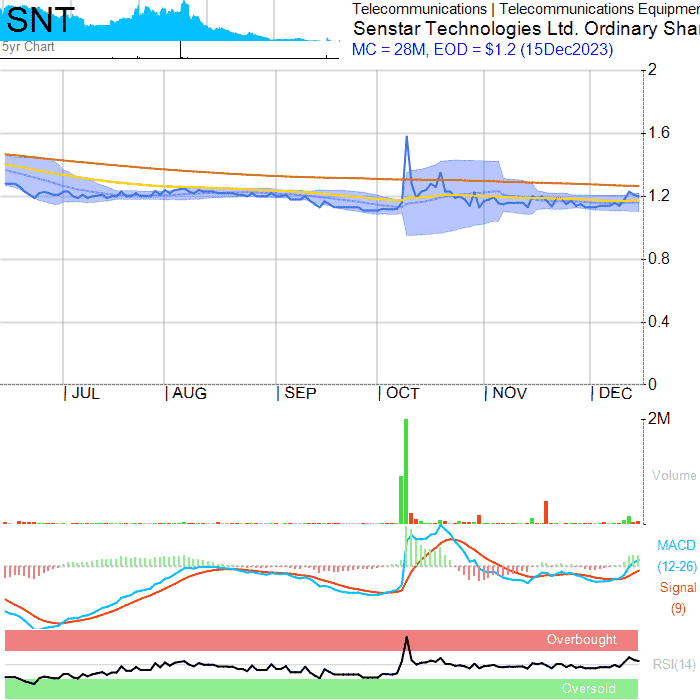 SNT
5yr Chart
Telecommunications | Telecommunications Equipmen
Senstar Technologies Ltd. Ordinary Shar
MC = 28M, EOD = $1.2 (15Dec2023)
2
1.6
1.2
0.8
0.4
0
JUL AUG SEP OCT NOV DEC
2M
Volume
MACD
(12-26)
Signal
(9)
Overbought
RSI(14)
Oversold